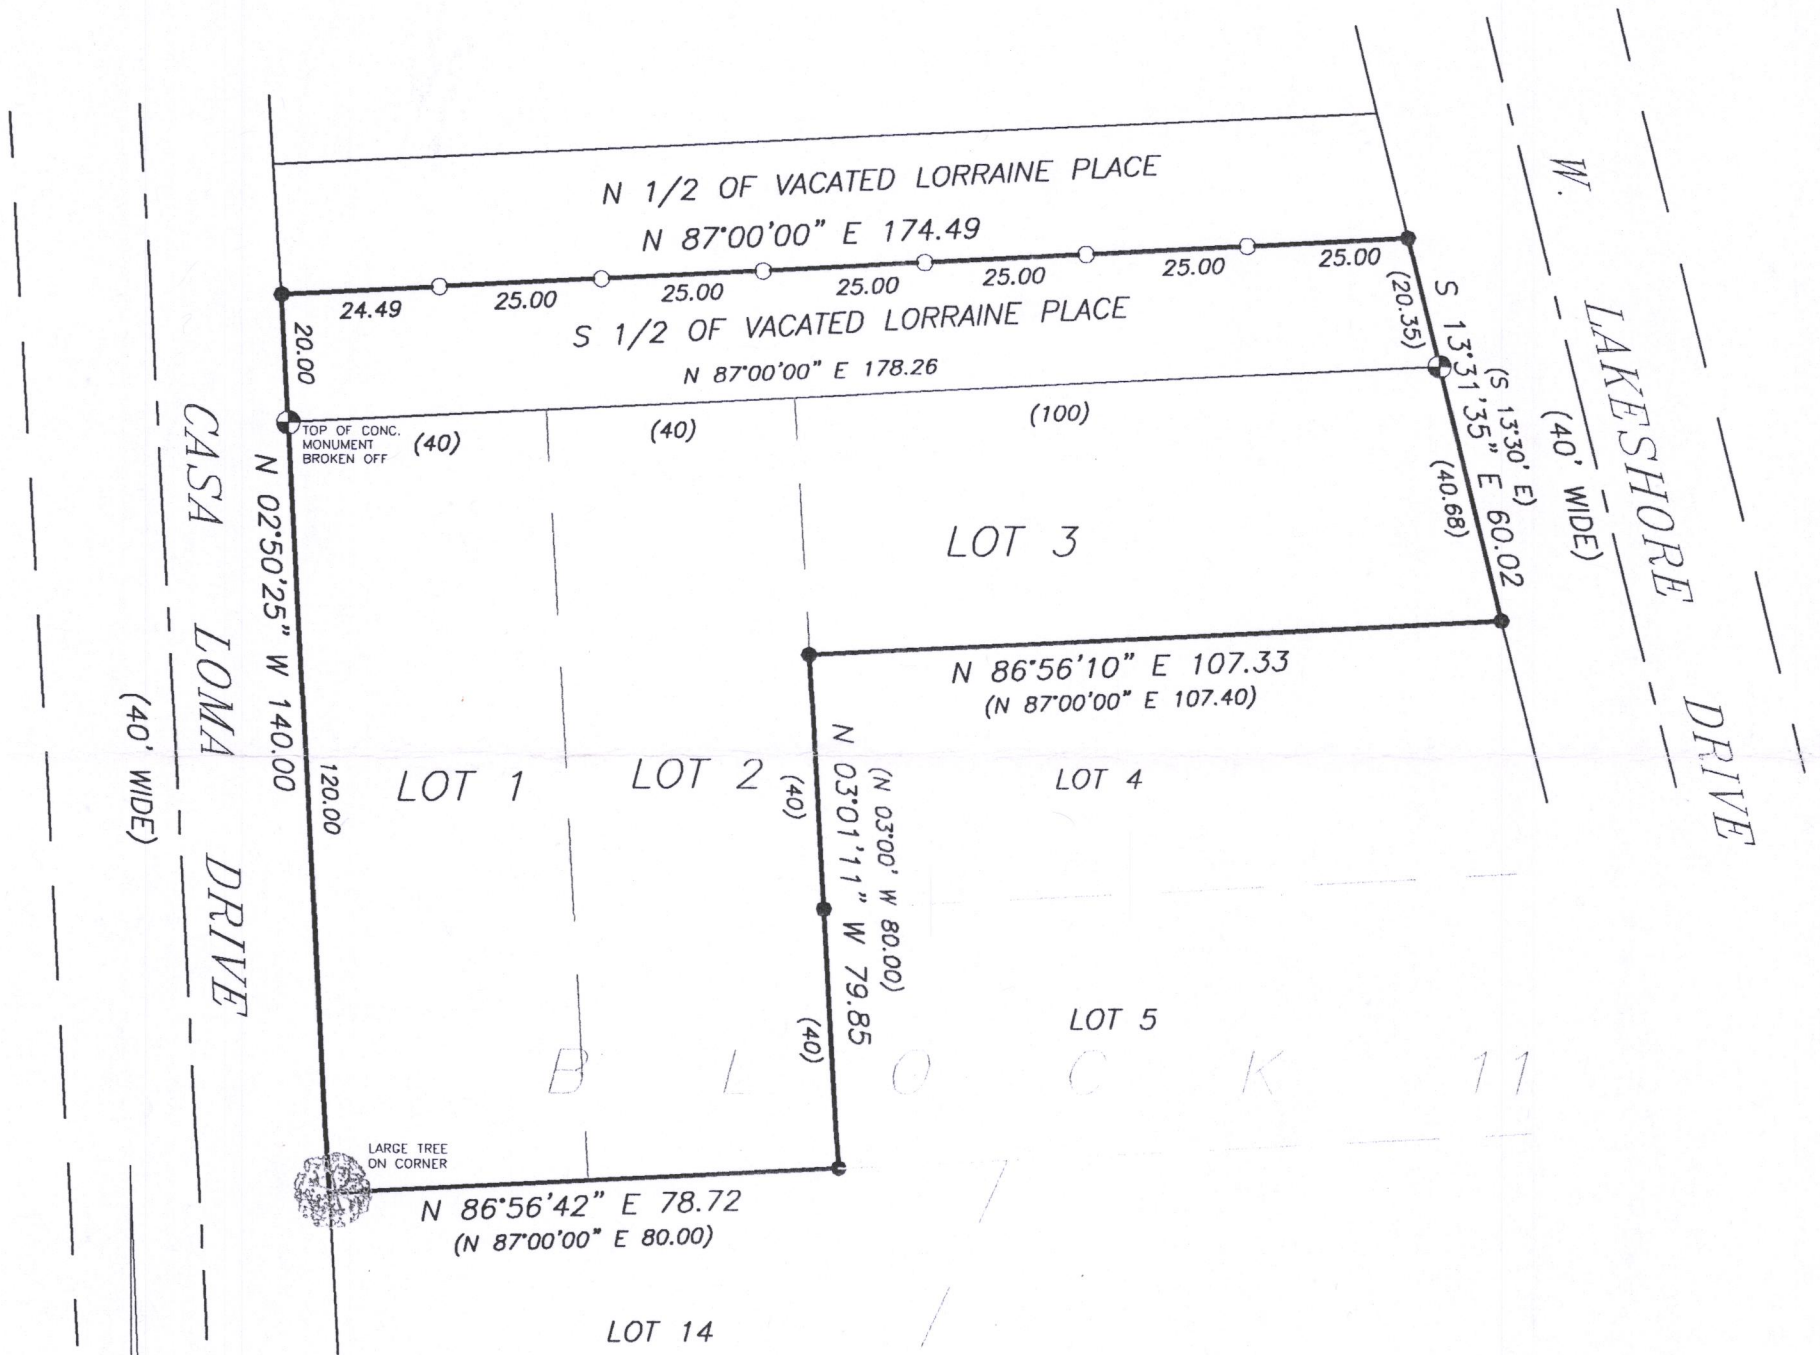 N 1/2 OF VACATED LORRAINE PLACE
N 87°00'00" E 174.49
24.49
25.00
25.00
25.00
25.00
25.00
25.00
S 1/2 OF VACATED LORRAINE PLACE
N 87°00'00" E 178.26
20.00
(20.35)
S 13°31'35" E 60.02
(S 13°30' E)
(40.68)
(40' WIDE)
W. LAKESHORE DRIVE
TOP OF CONC.
MONUMENT
BROKEN OFF
(40)
(40)
(100)
CASA LOMA DRIVE
(40' WIDE)
N 02°50'25" W 140.00
120.00
LOT 3
N 86°56'10" E 107.33
(N 87°00'00" E 107.40)
LOT 1
LOT 2
(40)
N 03°01'11" W 79.85
(N 03°00' W 80.00)
LOT 4
(40)
LOT 5
BLOCK 11
LARGE TREE
ON CORNER
N 86°56'42" E 78.72
(N 87°00'00" E 80.00)
LOT 14